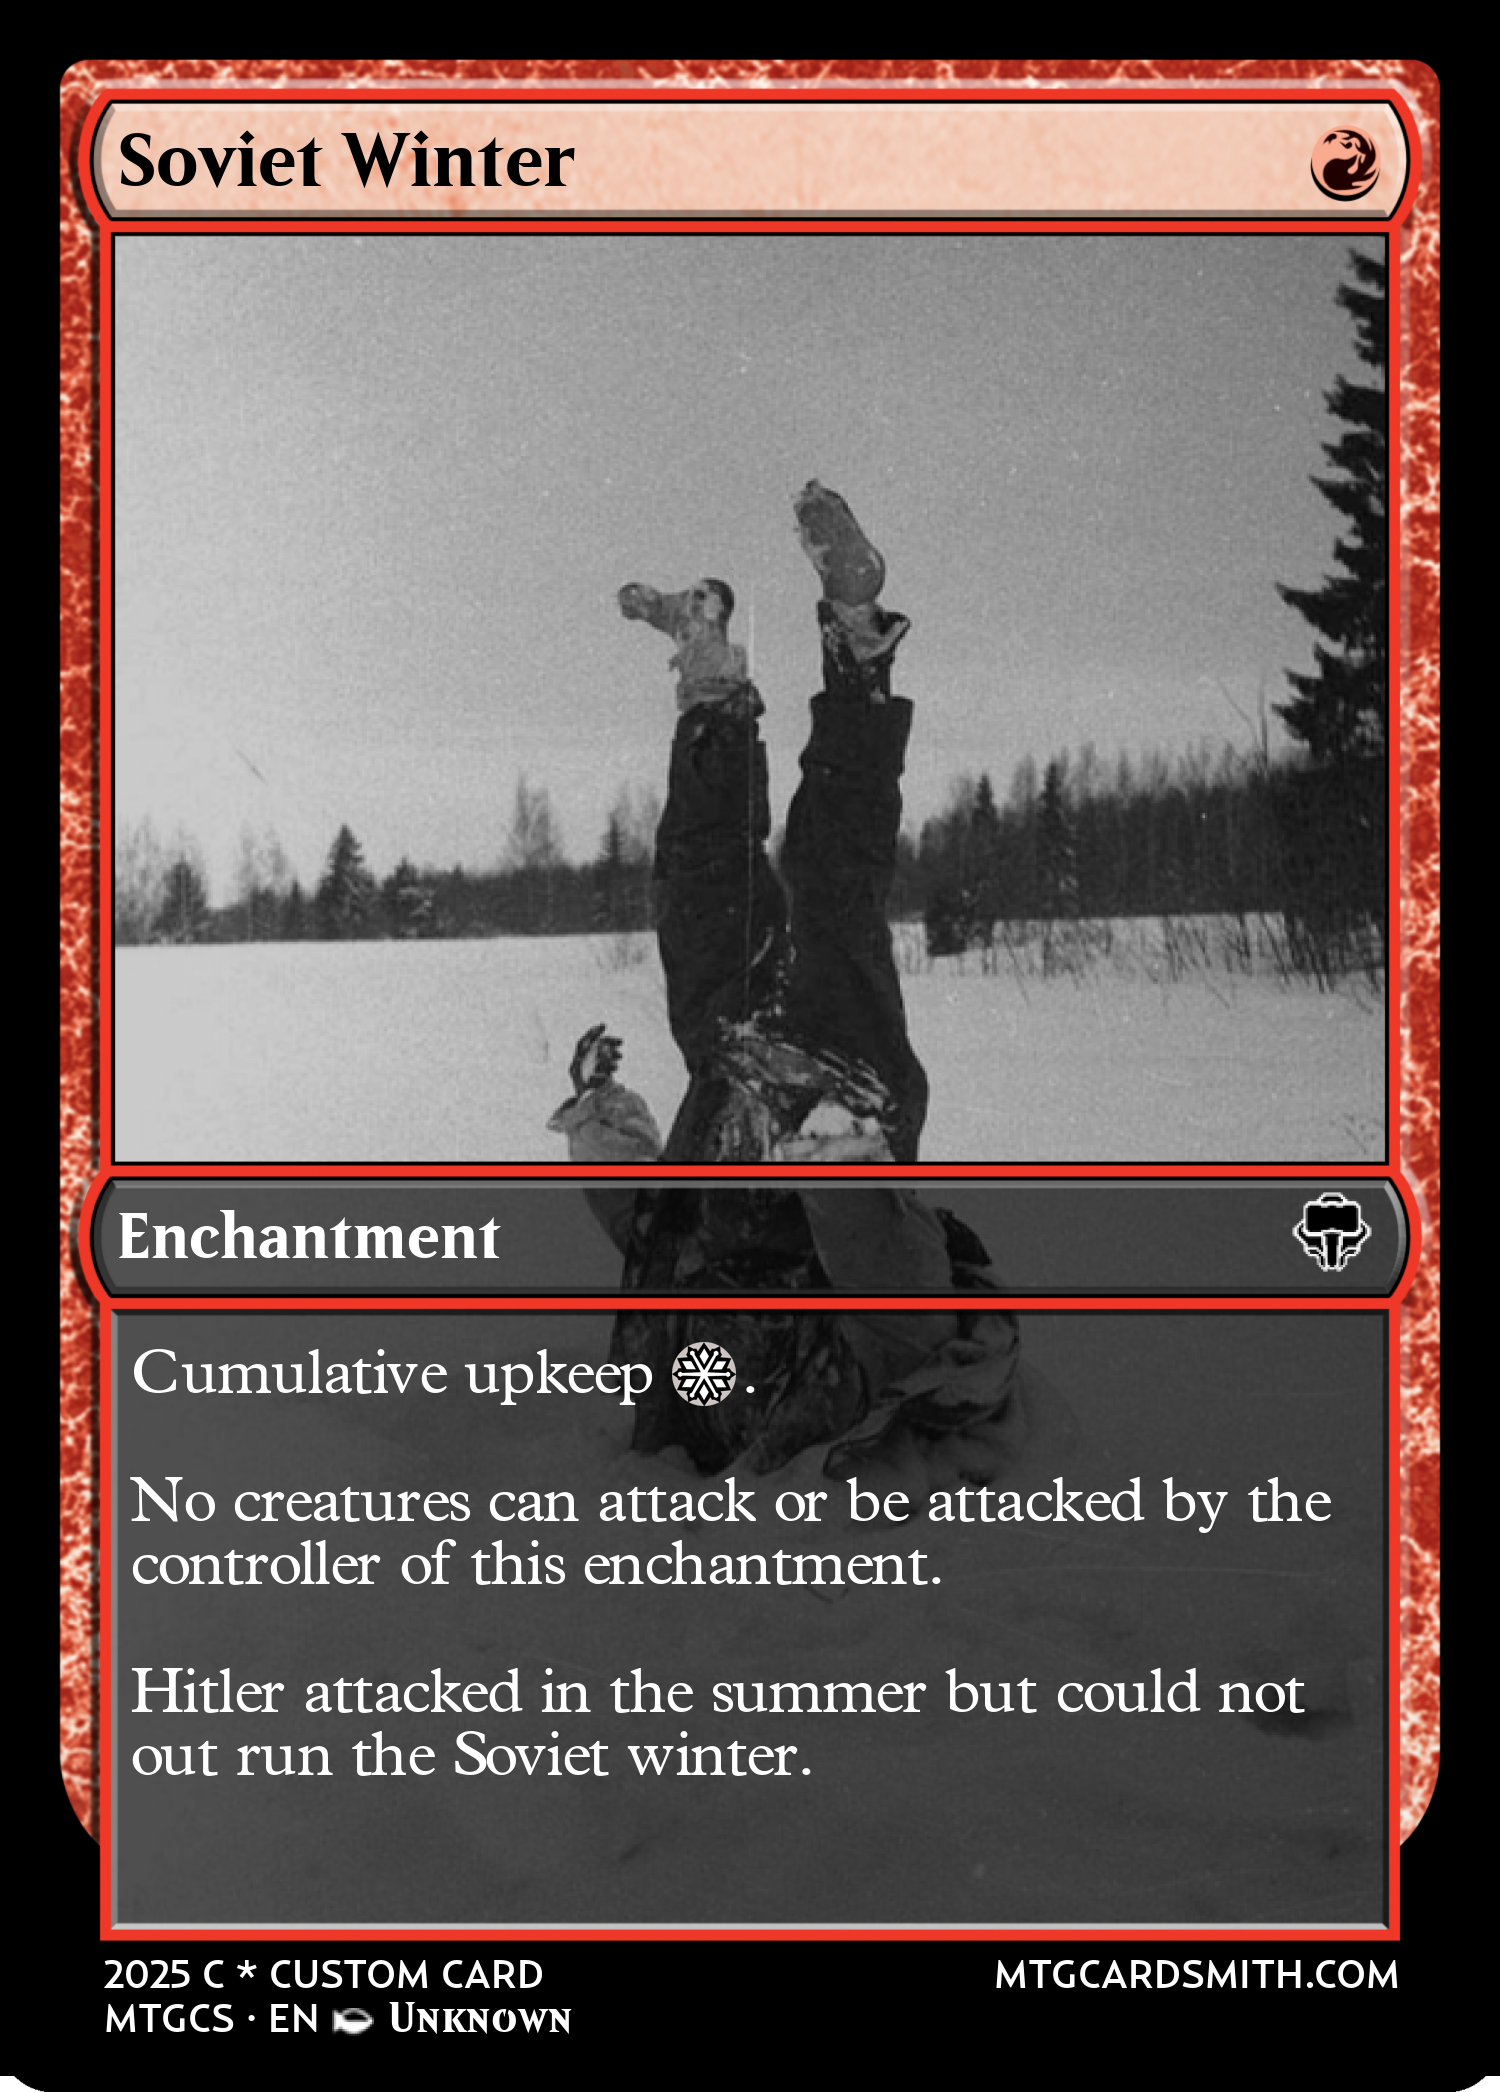 Soviet Winter
Enchantment
Cumulative upkeep .
No creatures can attack or be attacked by the
controller of this enchantment.
Hitler attacked in the summer but could not
out run the Soviet winter.
2025 C * CUSTOM CARD
MTGCARDSMITH.COM
MTGCS · EN UNKNOWN